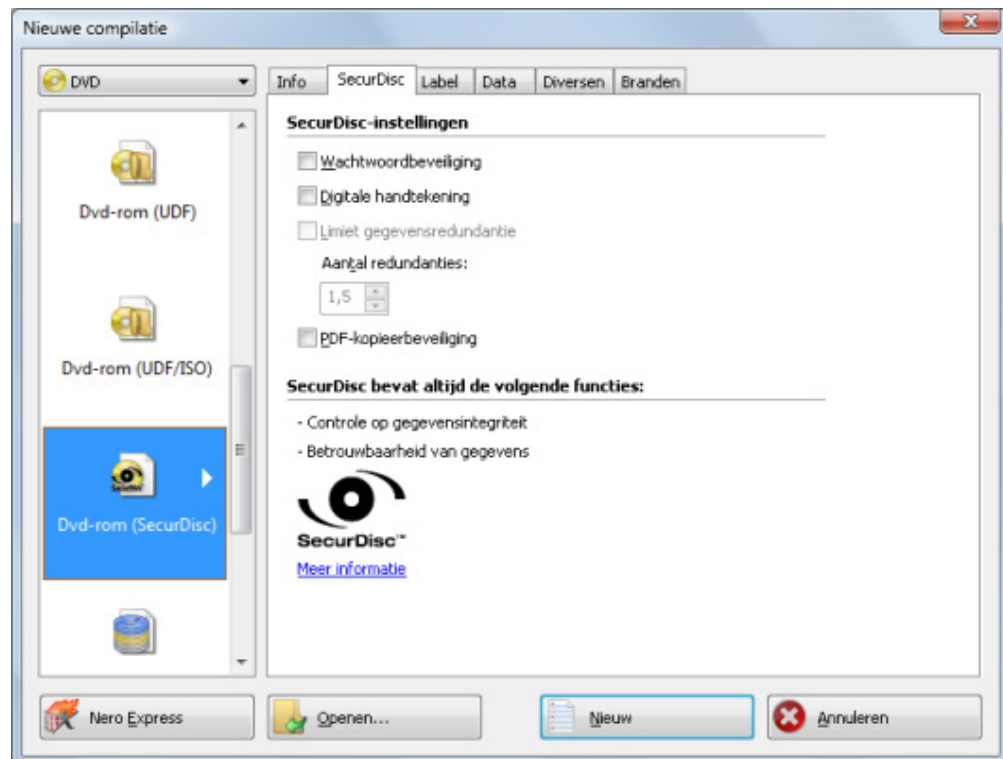 Nieuwe compilatie
DVD
Dvd-rom (UDF)
Dvd-rom (UDF/ISO)
SecurDisc
Dvd-rom (SecurDisc)
Info SecurDisc Label Data Diversen Branden
SecurDisc-instellingen
Wachtwoordbeveiliging
Digitale handtekening
Limiet gegevensredundantie
Aantal redundanties:
1,5
PDF-kopieerbeveiliging
SecurDisc bevat altijd de volgende functies:
- Controle op gegevensintegriteit
- Betrouwbaarheid van gegevens
SecurDisc™
Meer informatie
Nero Express
Openen...
Nieuw
Annuleren